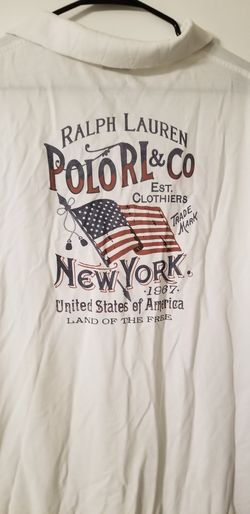 RALPH LAUREN
POLO RL & CO
EST.
CLOTHIERS
TRADE
MARK
NEW YORK.
·1967·
United States of America
LAND OF THE FREE